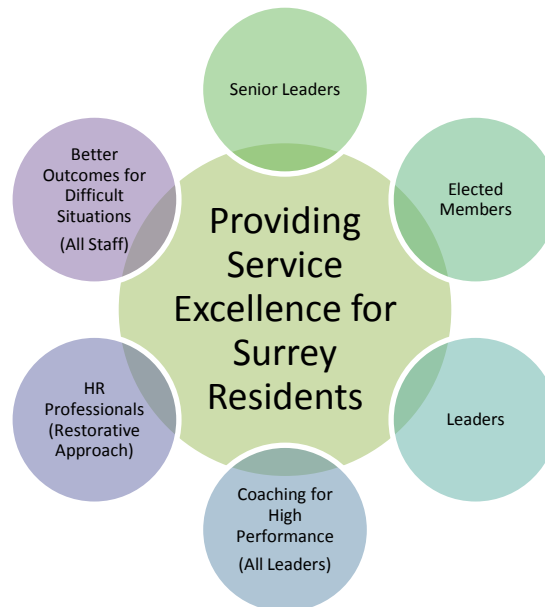 Senior Leaders
Better
Outcomes for
Difficult
Situations
(All Staff)
Elected
Members
Providing
Service
Excellence for
Surrey
Residents
HR
Professionals
(Restorative
Approach)
Leaders
Coaching for
High
Performance
(All Leaders)